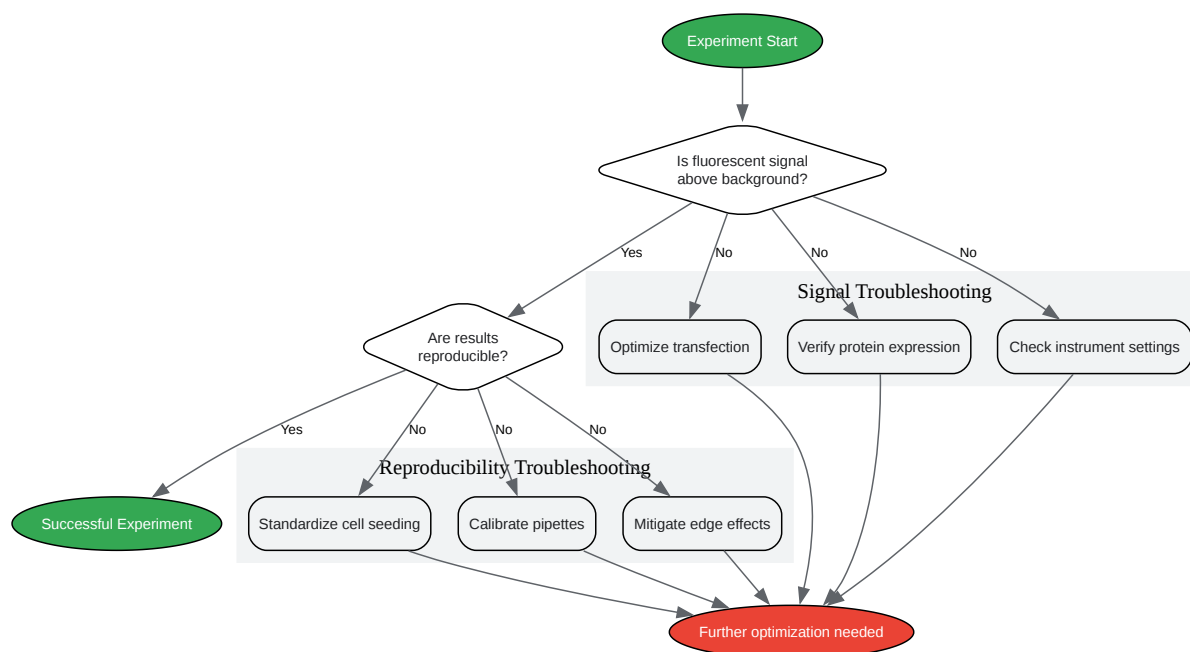 Experiment Start
Is fluorescent signal
above background?
Yes
No
No
No
Signal Troubleshooting
Are results
reproducible?
Optimize transfection
Verify protein expression
Check instrument settings
Yes
No
No
No
Reproducibility Troubleshooting
Successful Experiment
Standardize cell seeding
Calibrate pipettes
Mitigate edge effects
Further optimization needed